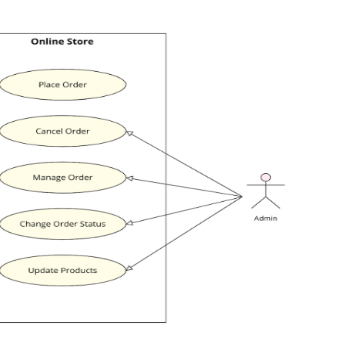 Online Store
Place Order
Cancel Order
Manage Order
Admin
Change Order Status
Update Products